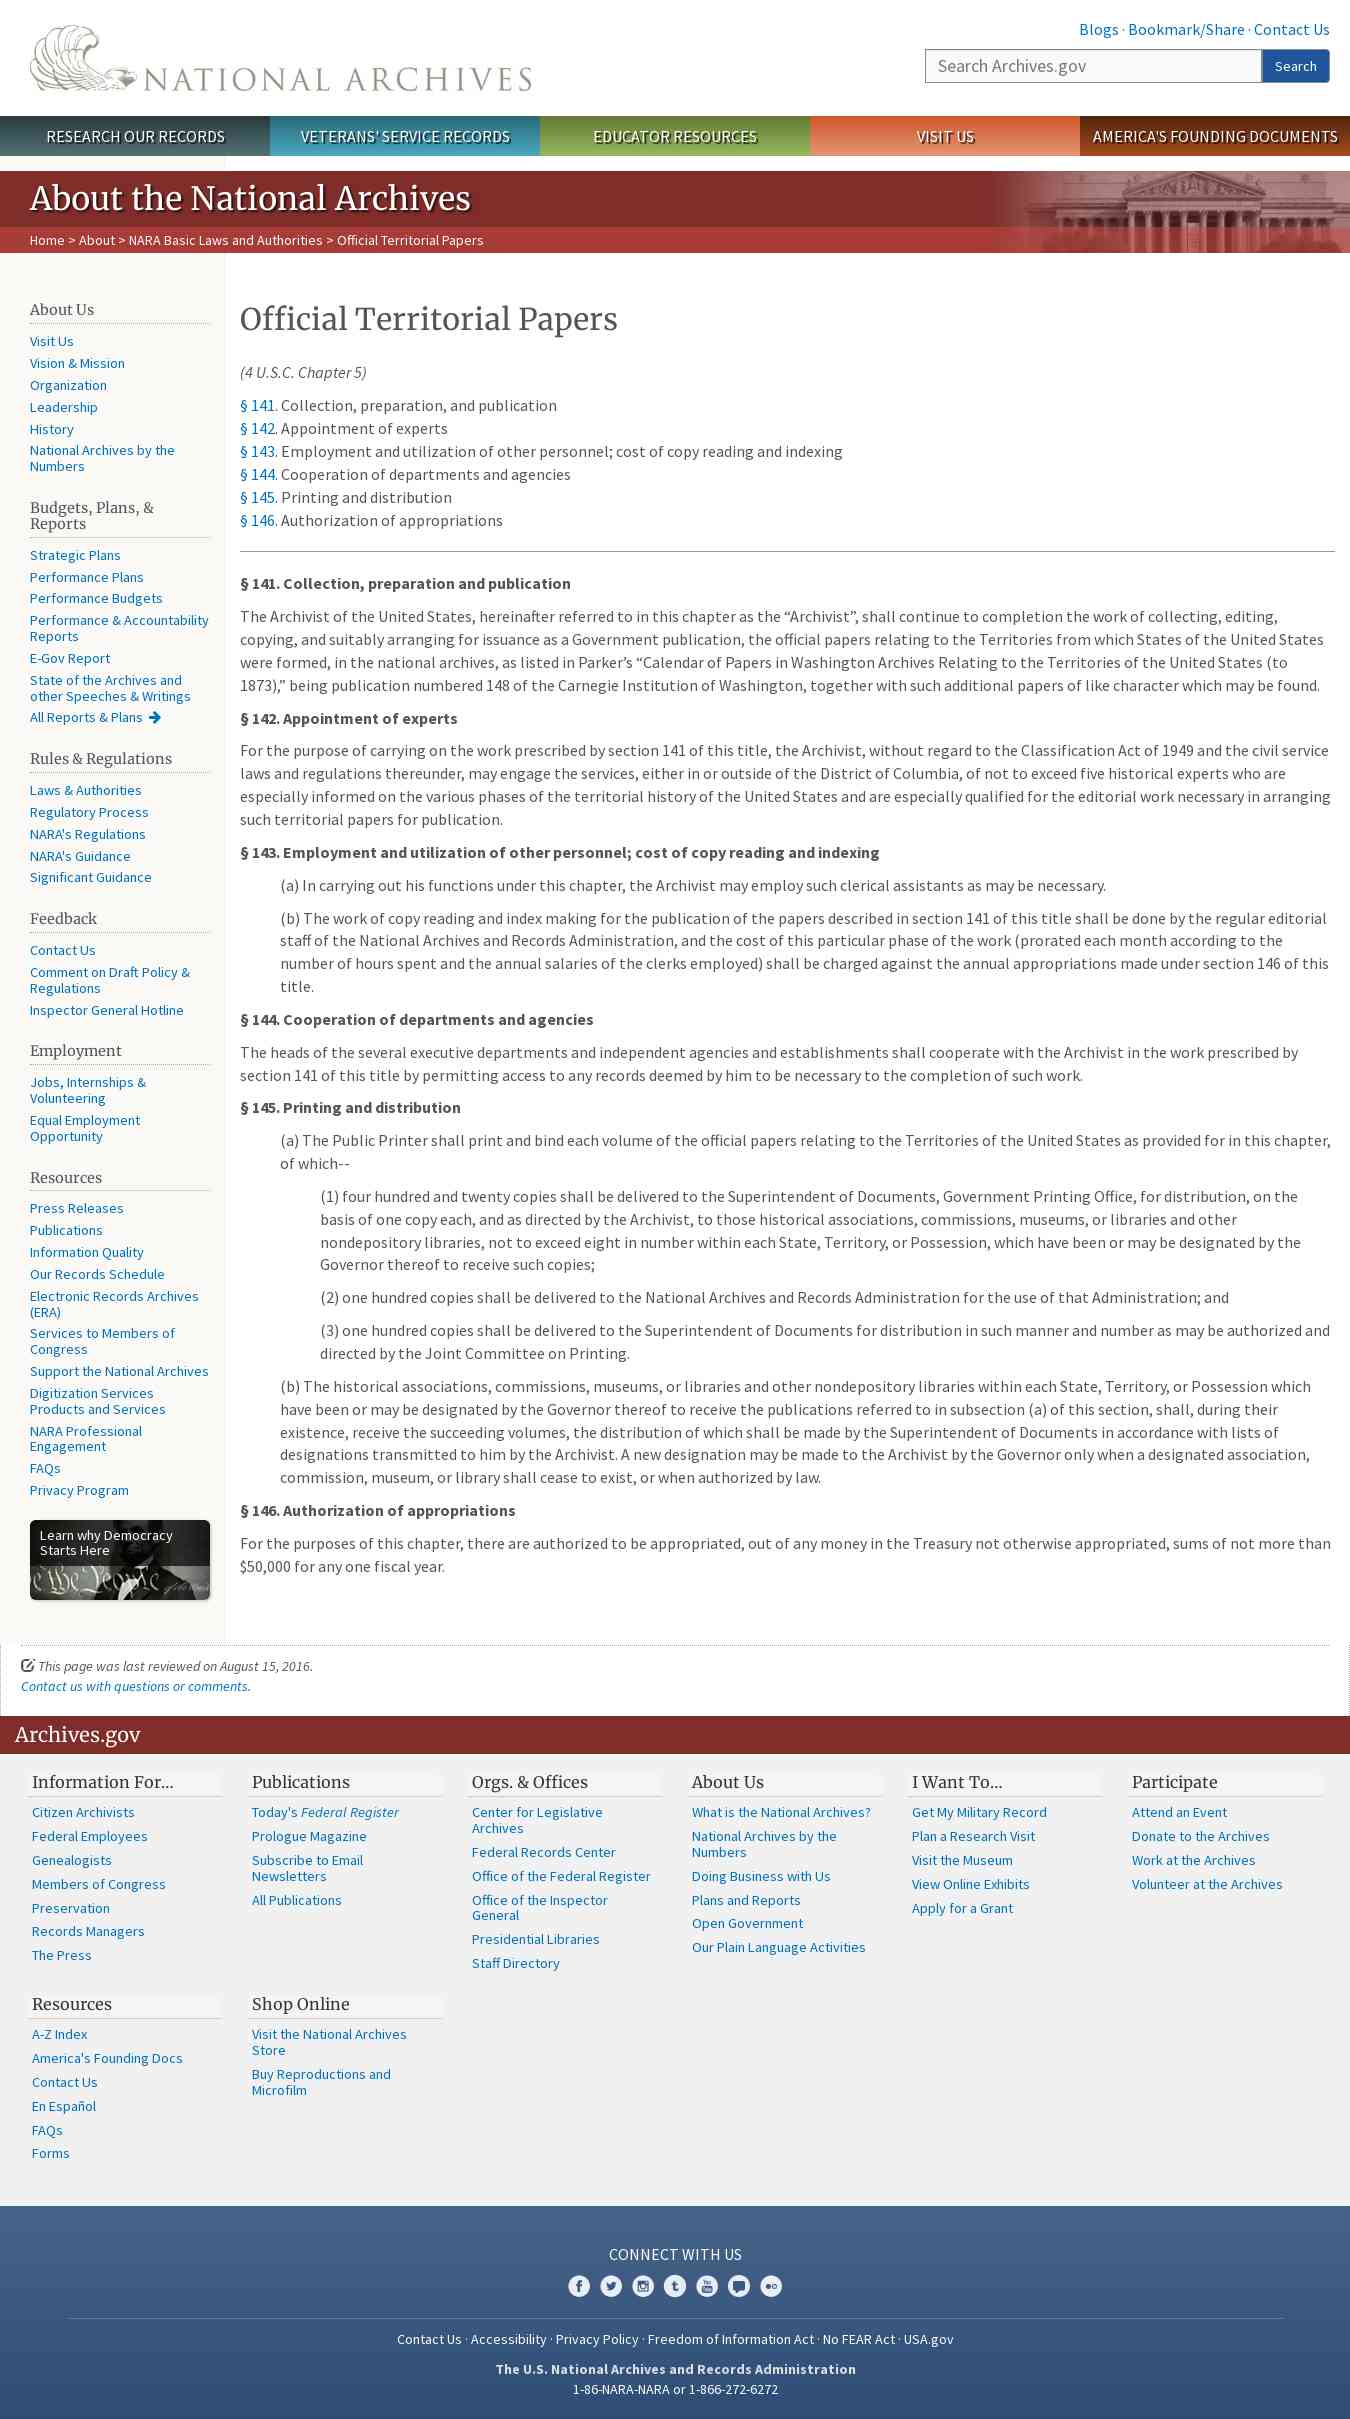 NATIONAL ARCHIVES
Blogs · Bookmark/Share · Contact Us
Search Archives.gov
Search
RESEARCH OUR RECORDS
VETERANS' SERVICE RECORDS
EDUCATOR RESOURCES
VISIT US
AMERICA'S FOUNDING DOCUMENTS
About the National Archives
Home > About > NARA Basic Laws and Authorities > Official Territorial Papers
About Us
Visit Us
Vision & Mission
Organization
Leadership
History
National Archives by the
Numbers
Budgets, Plans, &
Reports
Strategic Plans
Performance Plans
Performance Budgets
Performance & Accountability
Reports
E-Gov Report
State of the Archives and
other Speeches & Writings
All Reports & Plans
Rules & Regulations
Laws & Authorities
Regulatory Process
NARA's Regulations
NARA's Guidance
Significant Guidance
Feedback
Contact Us
Comment on Draft Policy &
Regulations
Inspector General Hotline
Employment
Jobs, Internships &
Volunteering
Equal Employment
Opportunity
Resources
Press Releases
Publications
Information Quality
Our Records Schedule
Electronic Records Archives
(ERA)
Services to Members of
Congress
Support the National Archives
Digitization Services
Products and Services
NARA Professional
Engagement
FAQs
Privacy Program
Learn why Democracy
Starts Here
We the People
Official Territorial Papers
(4 U.S.C. Chapter 5)
§ 141. Collection, preparation, and publication
§ 142. Appointment of experts
§ 143. Employment and utilization of other personnel; cost of copy reading and indexing
§ 144. Cooperation of departments and agencies
§ 145. Printing and distribution
§ 146. Authorization of appropriations
§ 141. Collection, preparation and publication
The Archivist of the United States, hereinafter referred to in this chapter as the “Archivist”, shall continue to completion the work of collecting, editing,
copying, and suitably arranging for issuance as a Government publication, the official papers relating to the Territories from which States of the United States
were formed, in the national archives, as listed in Parker’s “Calendar of Papers in Washington Archives Relating to the Territories of the United States (to
1873),” being publication numbered 148 of the Carnegie Institution of Washington, together with such additional papers of like character which may be found.
§ 142. Appointment of experts
For the purpose of carrying on the work prescribed by section 141 of this title, the Archivist, without regard to the Classification Act of 1949 and the civil service
laws and regulations thereunder, may engage the services, either in or outside of the District of Columbia, of not to exceed five historical experts who are
especially informed on the various phases of the territorial history of the United States and are especially qualified for the editorial work necessary in arranging
such territorial papers for publication.
§ 143. Employment and utilization of other personnel; cost of copy reading and indexing
(a) In carrying out his functions under this chapter, the Archivist may employ such clerical assistants as may be necessary.
(b) The work of copy reading and index making for the publication of the papers described in section 141 of this title shall be done by the regular editorial
staff of the National Archives and Records Administration, and the cost of this particular phase of the work (prorated each month according to the
number of hours spent and the annual salaries of the clerks employed) shall be charged against the annual appropriations made under section 146 of this
title.
§ 144. Cooperation of departments and agencies
The heads of the several executive departments and independent agencies and establishments shall cooperate with the Archivist in the work prescribed by
section 141 of this title by permitting access to any records deemed by him to be necessary to the completion of such work.
§ 145. Printing and distribution
(a) The Public Printer shall print and bind each volume of the official papers relating to the Territories of the United States as provided for in this chapter,
of which--
(1) four hundred and twenty copies shall be delivered to the Superintendent of Documents, Government Printing Office, for distribution, on the
basis of one copy each, and as directed by the Archivist, to those historical associations, commissions, museums, or libraries and other
nondepository libraries, not to exceed eight in number within each State, Territory, or Possession, which have been or may be designated by the
Governor thereof to receive such copies;
(2) one hundred copies shall be delivered to the National Archives and Records Administration for the use of that Administration; and
(3) one hundred copies shall be delivered to the Superintendent of Documents for distribution in such manner and number as may be authorized and
directed by the Joint Committee on Printing.
(b) The historical associations, commissions, museums, or libraries and other nondepository libraries within each State, Territory, or Possession which
have been or may be designated by the Governor thereof to receive the publications referred to in subsection (a) of this section, shall, during their
existence, receive the succeeding volumes, the distribution of which shall be made by the Superintendent of Documents in accordance with lists of
designations transmitted to him by the Archivist. A new designation may be made to the Archivist by the Governor only when a designated association,
commission, museum, or library shall cease to exist, or when authorized by law.
§ 146. Authorization of appropriations
For the purposes of this chapter, there are authorized to be appropriated, out of any money in the Treasury not otherwise appropriated, sums of not more than
$50,000 for any one fiscal year.
This page was last reviewed on August 15, 2016.
Contact us with questions or comments.
Archives.gov
Information For…
Citizen Archivists
Federal Employees
Genealogists
Members of Congress
Preservation
Records Managers
The Press
Publications
Today's Federal Register
Prologue Magazine
Subscribe to Email
Newsletters
All Publications
Orgs. & Offices
Center for Legislative
Archives
Federal Records Center
Office of the Federal Register
Office of the Inspector
General
Presidential Libraries
Staff Directory
About Us
What is the National Archives?
National Archives by the
Numbers
Doing Business with Us
Plans and Reports
Open Government
Our Plain Language Activities
I Want To…
Get My Military Record
Plan a Research Visit
Visit the Museum
View Online Exhibits
Apply for a Grant
Participate
Attend an Event
Donate to the Archives
Work at the Archives
Volunteer at the Archives
Resources
A-Z Index
America's Founding Docs
Contact Us
En Español
FAQs
Forms
Shop Online
Visit the National Archives
Store
Buy Reproductions and
Microfilm
CONNECT WITH US
Contact Us · Accessibility · Privacy Policy · Freedom of Information Act · No FEAR Act · USA.gov
The U.S. National Archives and Records Administration
1-86-NARA-NARA or 1-866-272-6272